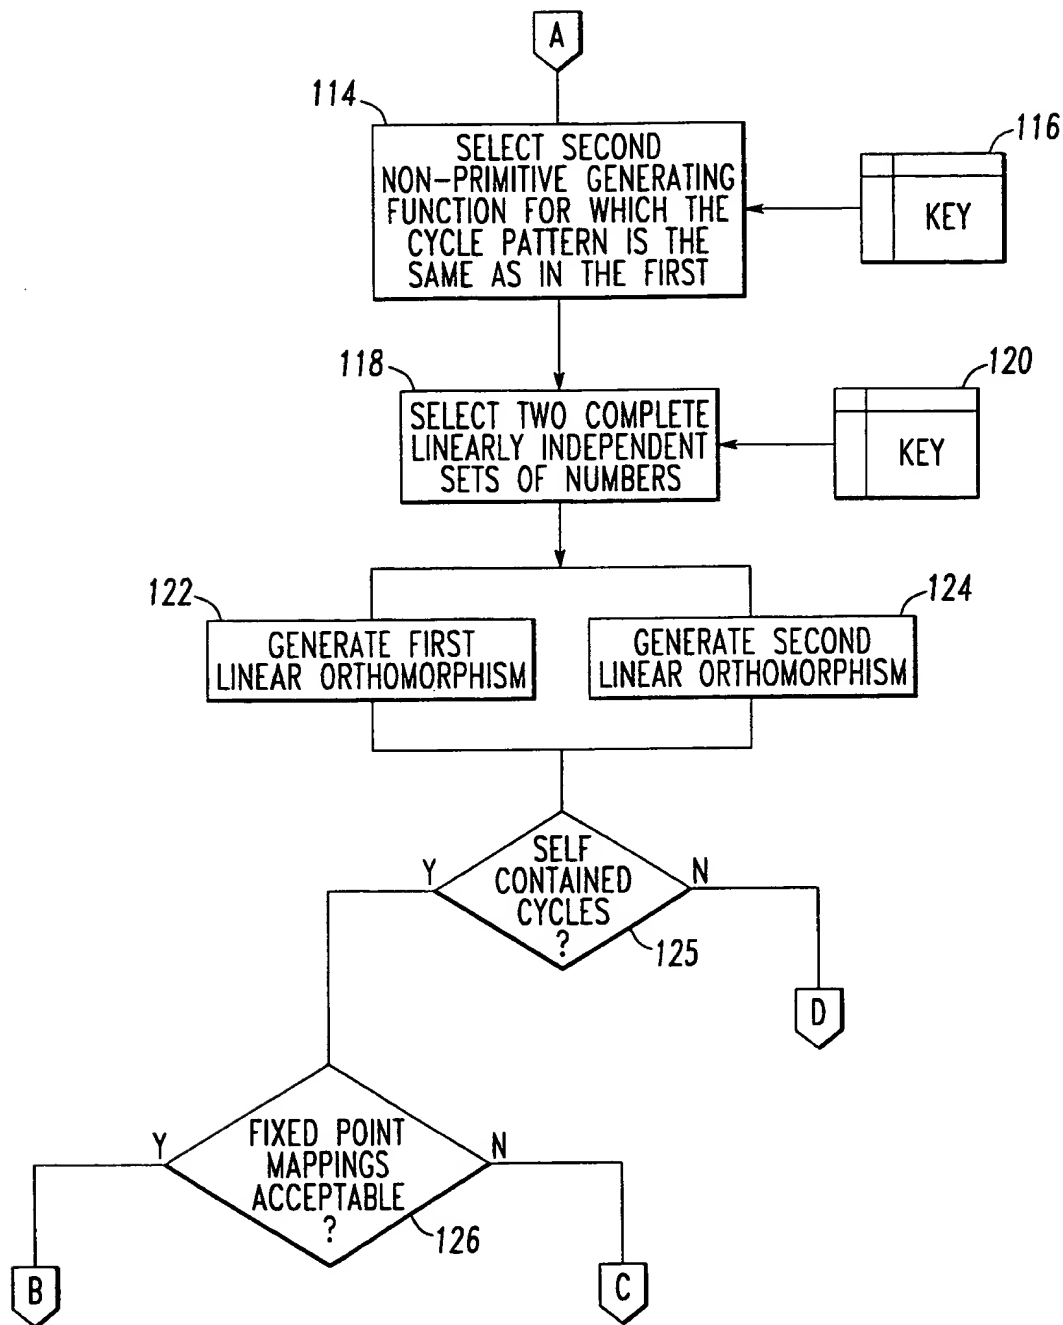 A
114
SELECT SECOND
NON-PRIMITIVE GENERATING
FUNCTION FOR WHICH THE
CYCLE PATTERN IS THE
SAME AS IN THE FIRST
116
KEY
118
SELECT TWO COMPLETE
LINEARLY INDEPENDENT
SETS OF NUMBERS
120
KEY
122
GENERATE FIRST
LINEAR ORTHOMORPHISM
124
GENERATE SECOND
LINEAR ORTHOMORPHISM
SELF
CONTAINED
CYCLES
?
Y
N
125
D
FIXED POINT
MAPPINGS
ACCEPTABLE
?
Y
N
126
B
C